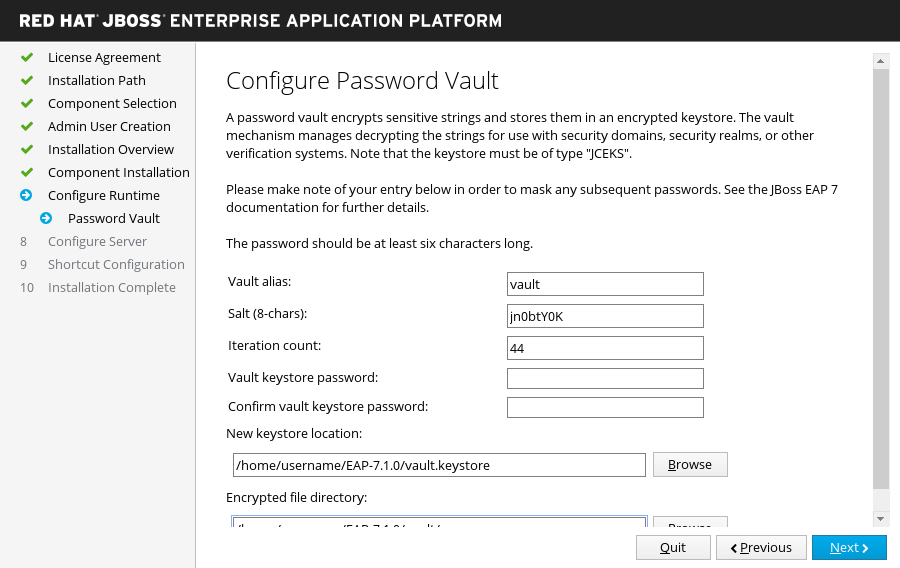 RED HAT JBOSS ENTERPRISE APPLICATION PLATFORM
License Agreement
Installation Path
Component Selection
Admin User Creation
Installation Overview
Component Installation
Configure Runtime
Password Vault
8 Configure Server
9 Shortcut Configuration
10 Installation Complete
Configure Password Vault
A password vault encrypts sensitive strings and stores them in an encrypted keystore. The vault
mechanism manages decrypting the strings for use with security domains, security realms, or other
verification systems. Note that the keystore must be of type "JCEKS".
Please make note of your entry below in order to mask any subsequent passwords. See the JBoss EAP 7
documentation for further details.
The password should be at least six characters long.
Vault alias: vault
Salt (8-chars): jn0btY0K
Iteration count: 44
Vault keystore password:
Confirm vault keystore password:
New keystore location:
/home/username/EAP-7.1.0/vault.keystore Browse
Encrypted file directory:
Quit Previous Next